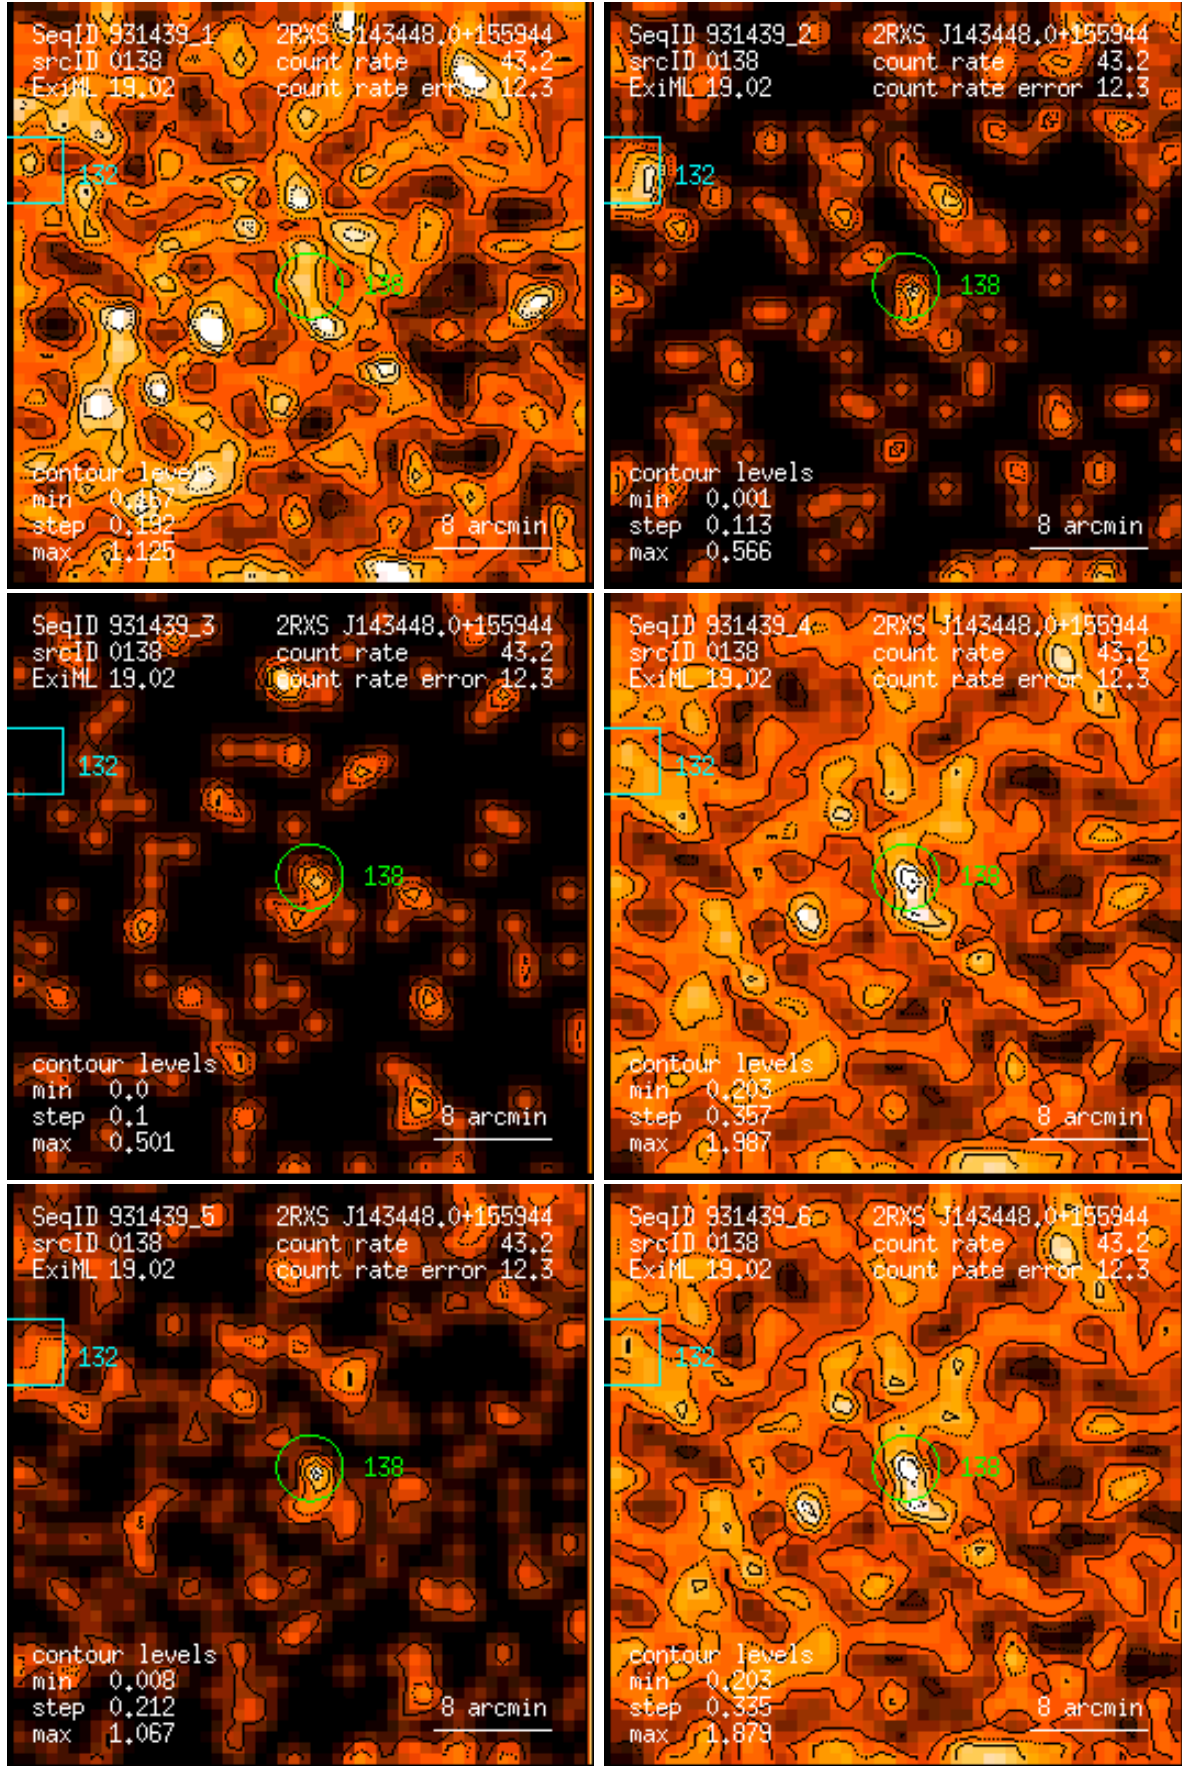 SeqID 931439_1 2RXS J143448.0+155944
srcID 0138 count rate 43.2
ExiML 19.02 count rate error 12.3
132
138
contour levels
min 0.167
step 0.192 8 arcmin
max 1.125
SeqID 931439_2 2RXS J143448.0+155944
srcID 0138 count rate 43.2
ExiML 19.02 count rate error 12.3
132
138
contour levels
min 0.001
step 0.113 8 arcmin
max 0.566
SeqID 931439_3 2RXS J143448.0+155944
srcID 0138 count rate 43.2
ExiML 19.02 count rate error 12.3
132
138
contour levels
min 0.0
step 0.1 8 arcmin
max 0.501
SeqID 931439_4 2RXS J143448.0+155944
srcID 0138 count rate 43.2
ExiML 19.02 count rate error 12.3
132
138
contour levels
min 0.203
step 0.357 8 arcmin
max 1.987
SeqID 931439_5 2RXS J143448.0+155944
srcID 0138 count rate 43.2
ExiML 19.02 count rate error 12.3
132
138
contour levels
min 0.008
step 0.212 8 arcmin
max 1.067
SeqID 931439_6 2RXS J143448.0+155944
srcID 0138 count rate 43.2
ExiML 19.02 count rate error 12.3
132
138
contour levels
min 0.203
step 0.335 8 arcmin
max 1.879